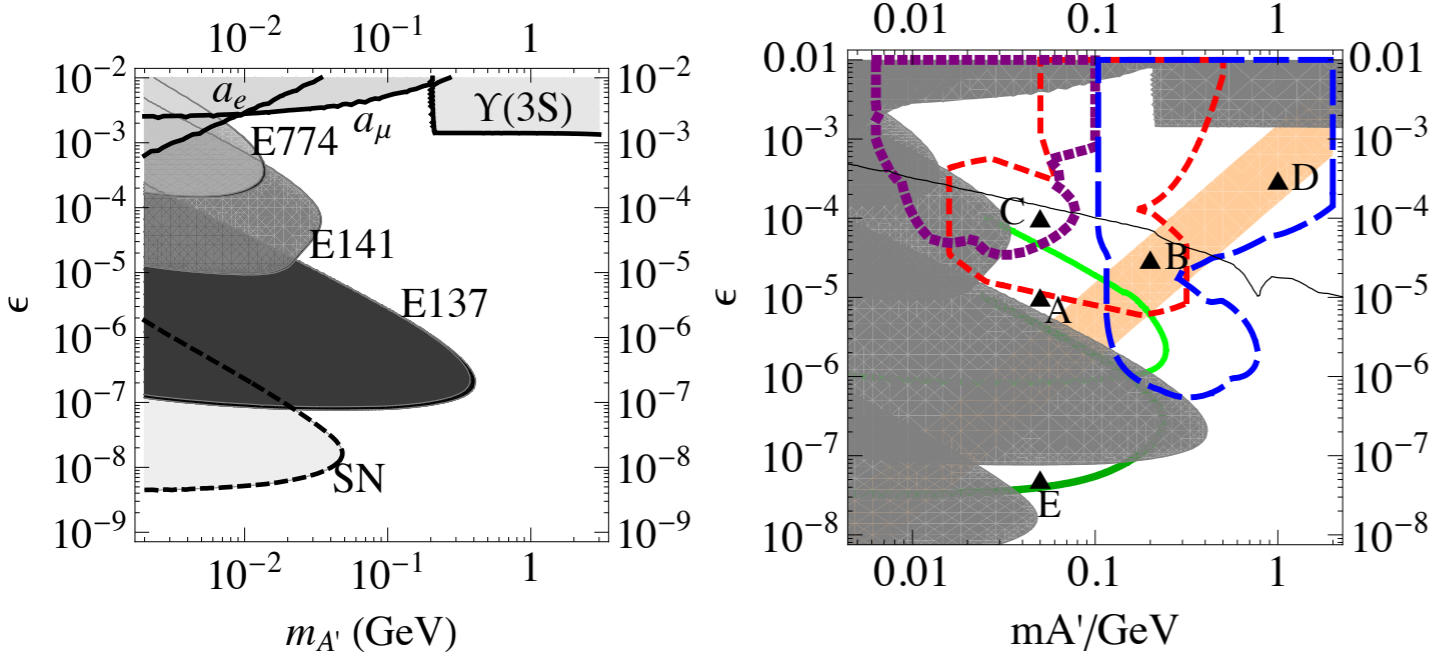 10⁻² 10⁻¹ 1
10⁻² 10⁻²
10⁻³ 10⁻³
10⁻⁴ 10⁻⁴
10⁻⁵ 10⁻⁵
10⁻⁶ 10⁻⁶
10⁻⁷ 10⁻⁷
10⁻⁸ 10⁻⁸
10⁻⁹ 10⁻⁹
ϵ
aₑ
a_μ
ϒ(3S)
E774
E141
E137
SN
10⁻² 10⁻¹ 1
m_A' (GeV)
0.01 0.1 1
0.01 0.01
10⁻³ 10⁻³
10⁻⁴ 10⁻⁴
10⁻⁵ 10⁻⁵
10⁻⁶ 10⁻⁶
10⁻⁷ 10⁻⁷
10⁻⁸ 10⁻⁸
ϵ
D
C
B
A
E
0.01 0.1 1
mA'/GeV